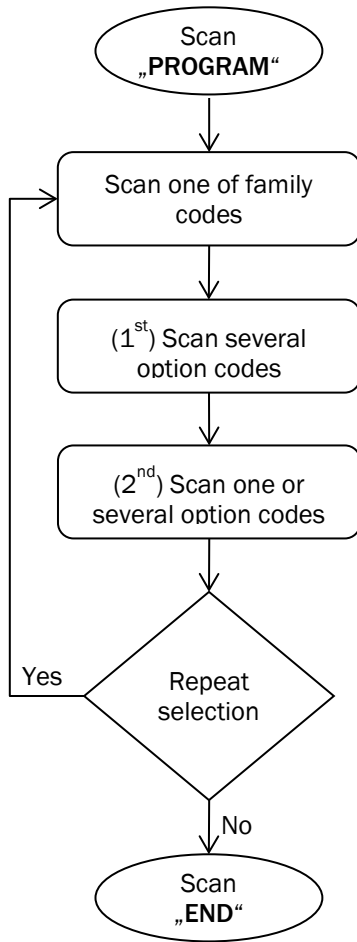 Scan
„PROGRAM“
Scan one of family
codes
(1st) Scan several
option codes
(2nd) Scan one or
several option codes
Yes
Repeat
selection
No
Scan
„END“